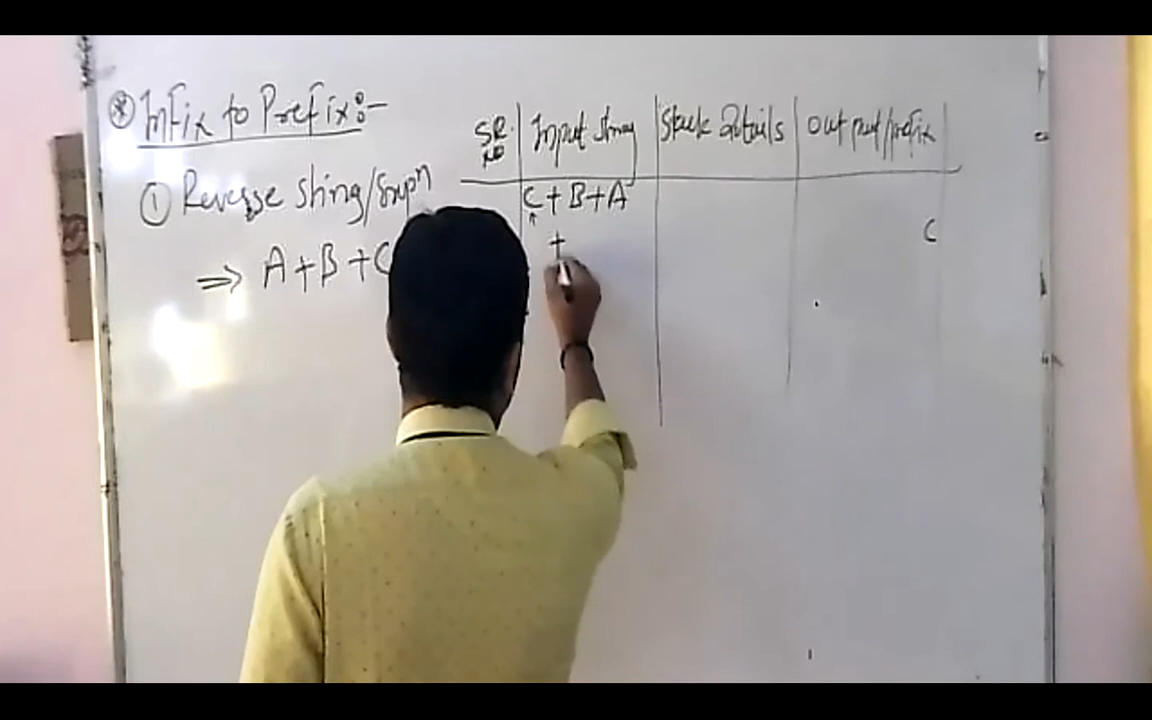 * Infix to Prefix :-
① Reverse string/Expn
⇒ A + B + C
SR. NO | Input string | Stack Details | Output/prefix
C + B + A
↑
+ C